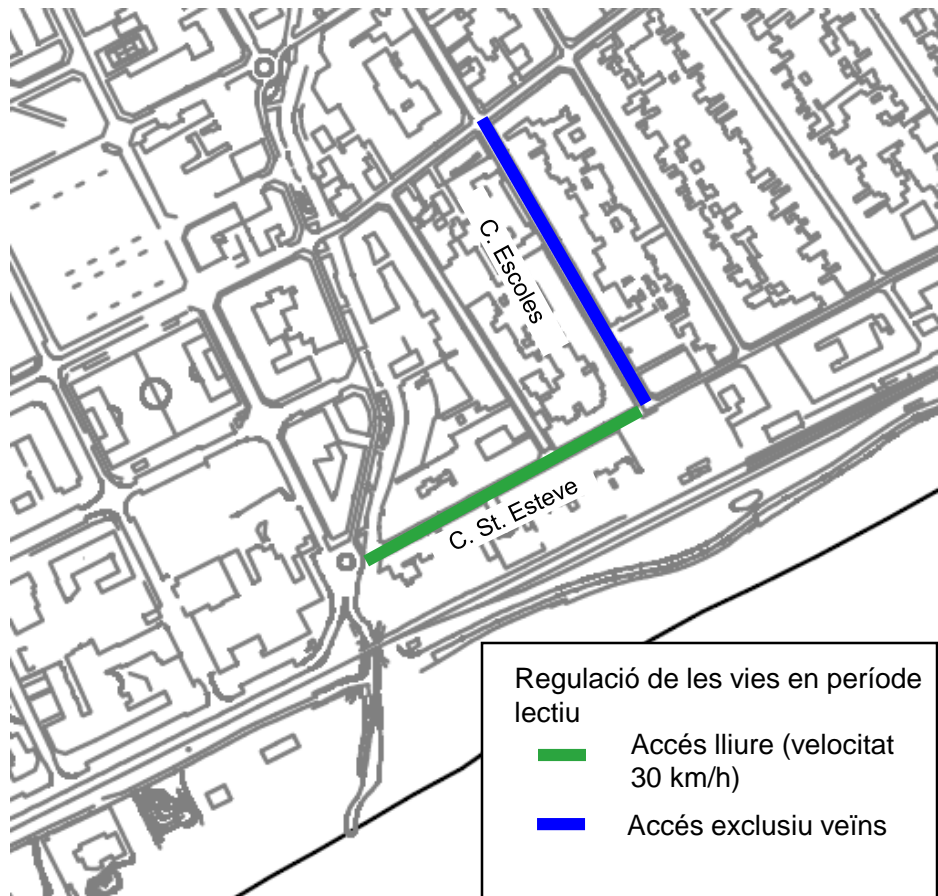 C. Escoles
C. St. Esteve
Regulació de les vies en període
lectiu
Accés lliure (velocitat
30 km/h)
Accés exclusiu veïns